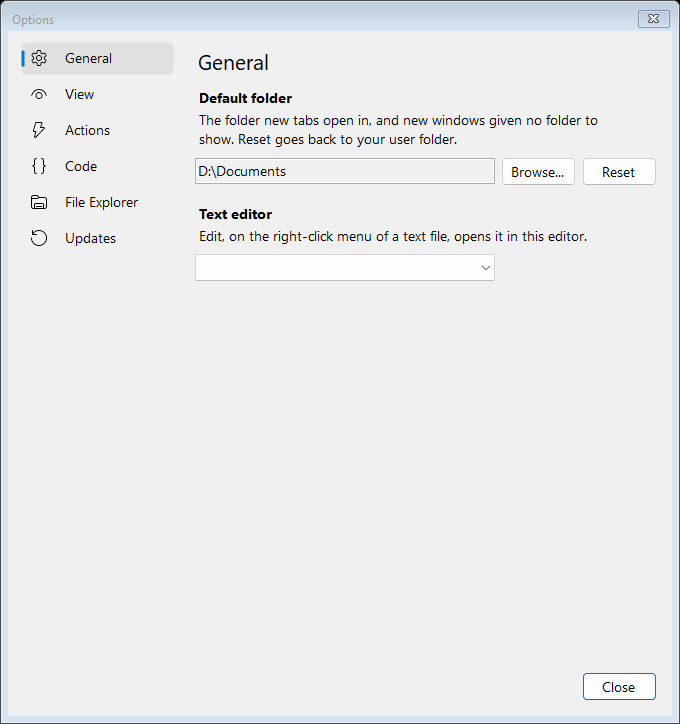 Options
General
View
Actions
Code
File Explorer
Updates
General
Default folder
The folder new tabs open in, and new windows given no folder to
show. Reset goes back to your user folder.
D:\Documents
Browse...
Reset
Text editor
Edit, on the right-click menu of a text file, opens it in this editor.
Close